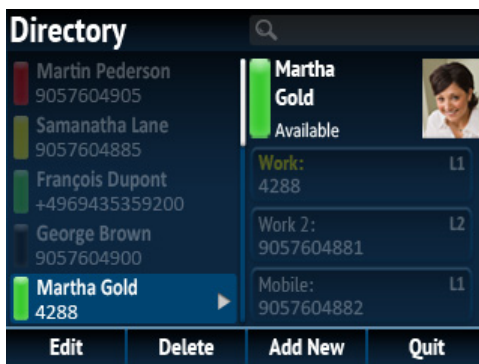 Directory
Martin Pederson
9057604905
Samanatha Lane
9057604885
François Dupont
+4969435359200
George Brown
9057604900
Martha Gold
4288
Martha
Gold
Available
Work:
L1
4288
Work 2:
L2
9057604881
Mobile:
L1
9057604882
Edit
Delete
Add New
Quit